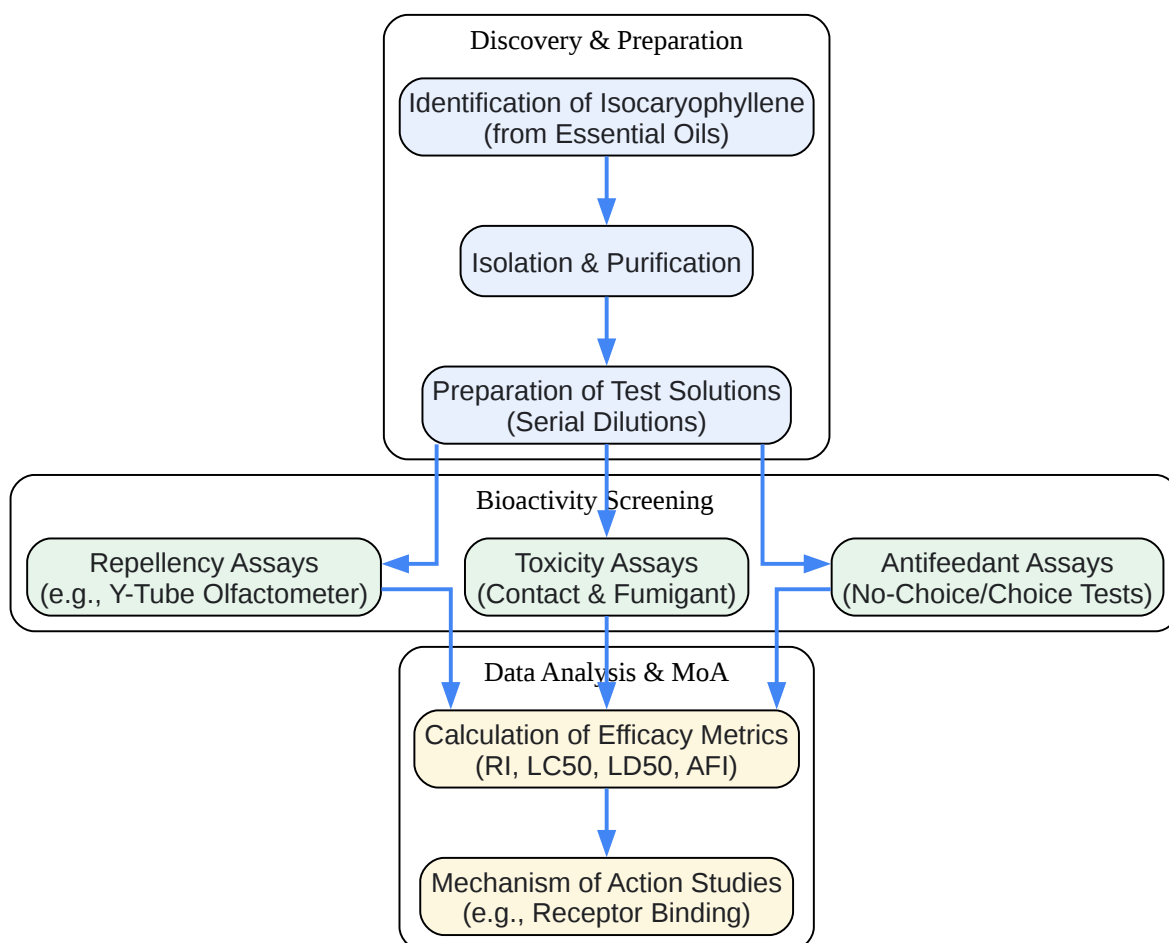 Discovery & Preparation
Identification of Isocaryophyllene
(from Essential Oils)
Isolation & Purification
Preparation of Test Solutions
(Serial Dilutions)
Bioactivity Screening
Repellency Assays
(e.g., Y-Tube Olfactometer)
Toxicity Assays
(Contact & Fumigant)
Antifeedant Assays
(No-Choice/Choice Tests)
Data Analysis & MoA
Calculation of Efficacy Metrics
(RI, LC50, LD50, AFI)
Mechanism of Action Studies
(e.g., Receptor Binding)